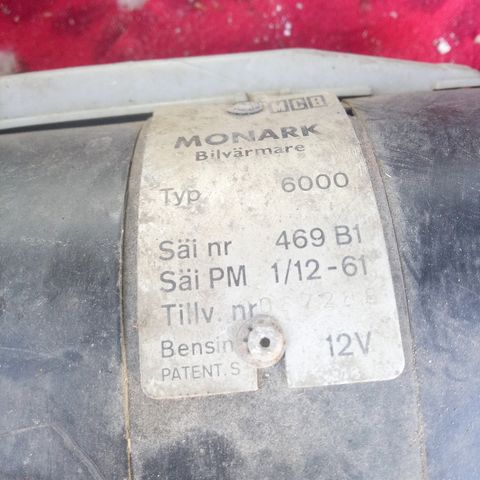 MCB
MONARK
Bilvärmare
Typ 6000
Säi nr 469 B1
Säi PM 1/12-61
Tillv. nr
Bensin 12V
PATENT. S